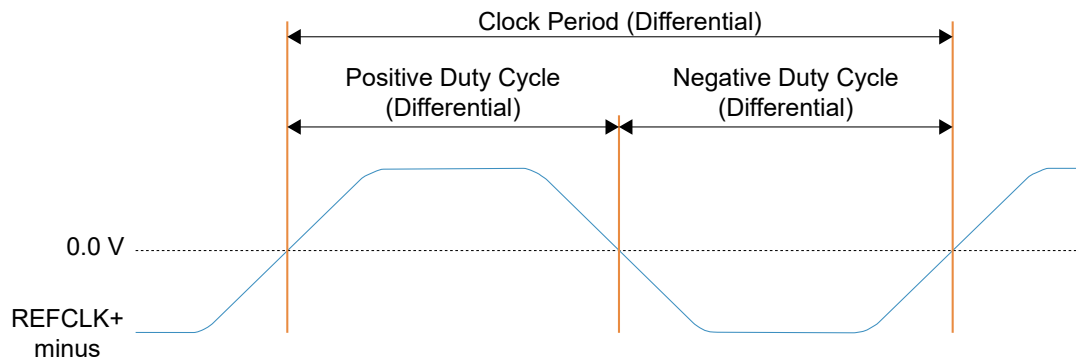 Clock Period (Differential)
Positive Duty Cycle
(Differential)
Negative Duty Cycle
(Differential)
0.0 V
REFCLK+
minus